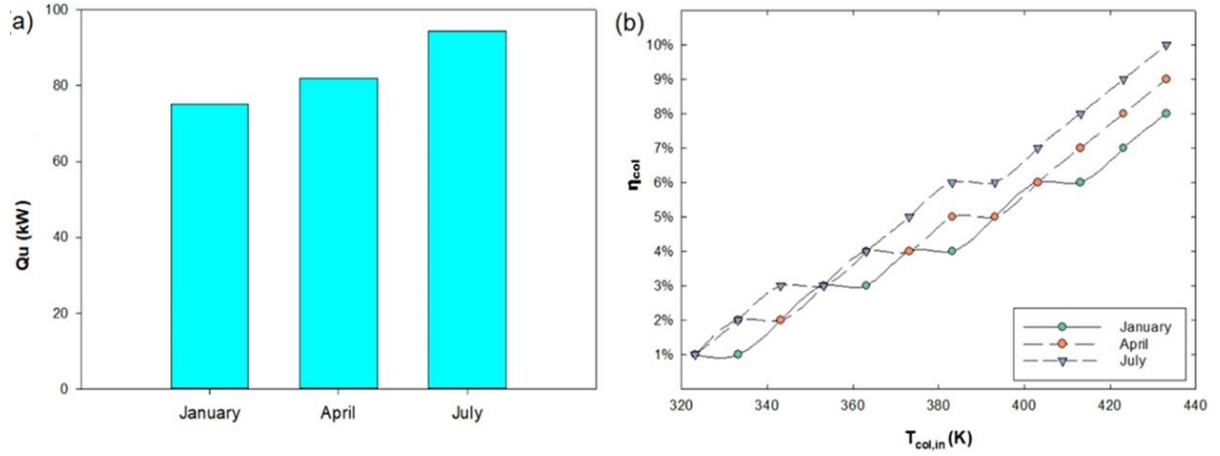 a)
100
80
60
40
20
0
Qu (kW)
January April July
(b)
10%
9%
8%
7%
6%
5%
4%
3%
2%
1%
ηcol
January
April
July
320 340 360 380 400 420 440
Tcol,in (K)